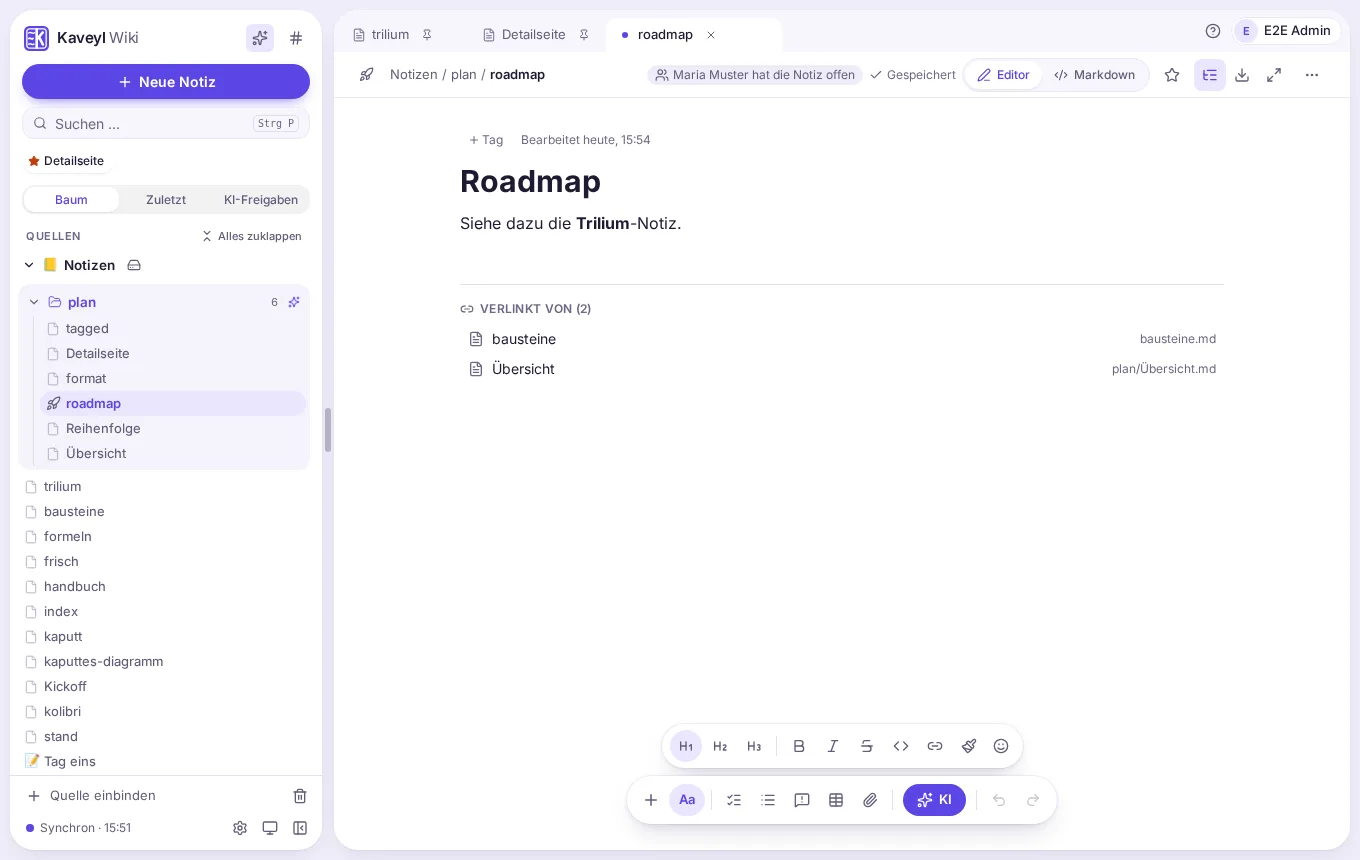 Kaveyl Wiki
Neue Notiz
Suchen ... Strg P
Detailseite
Baum Zuletzt KI-Freigaben
QUELLEN Alles zuklappen
Notizen
plan 6
tagged
Detailseite
format
roadmap
Reihenfolge
Übersicht
trilium
bausteine
formeln
frisch
handbuch
index
kaputt
kaputtes-diagramm
Kickoff
kolibri
stand
Tag eins
Quelle einbinden
Synchron · 15:51
trilium Detailseite roadmap E E2E Admin
Notizen / plan / roadmap Maria Muster hat die Notiz offen Gespeichert Editor Markdown
+ Tag Bearbeitet heute, 15:54
Roadmap
Siehe dazu die Trilium-Notiz.
VERLINKT VON (2)
bausteine bausteine.md
Übersicht plan/Übersicht.md
H1 H2 H3
Aa KI